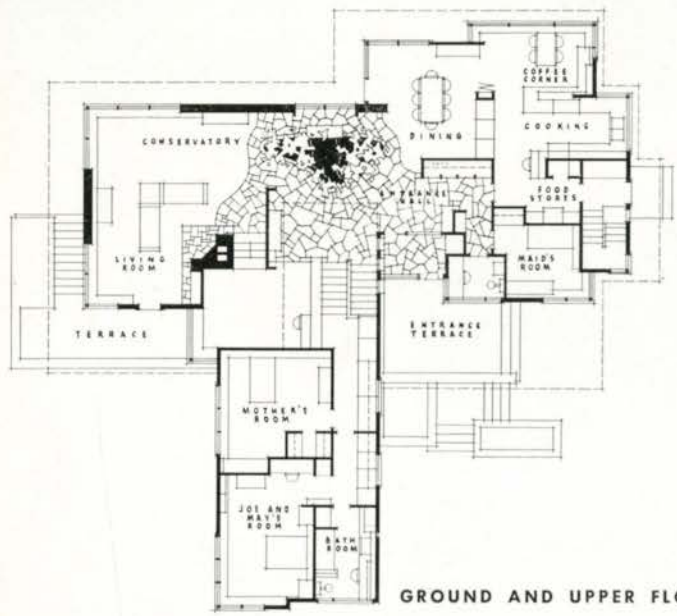 COFFEE
CORNER
CONSERVATORY
DINING
COOKING
ENTRANCE
HALL
FOOD
STORES
LIVING
ROOM
MAID'S
ROOM
TERRACE
ENTRANCE
TERRACE
MOTHER'S
ROOM
JOE AND
MAY'S
ROOM
BATH
ROOM
GROUND AND UPPER FLO